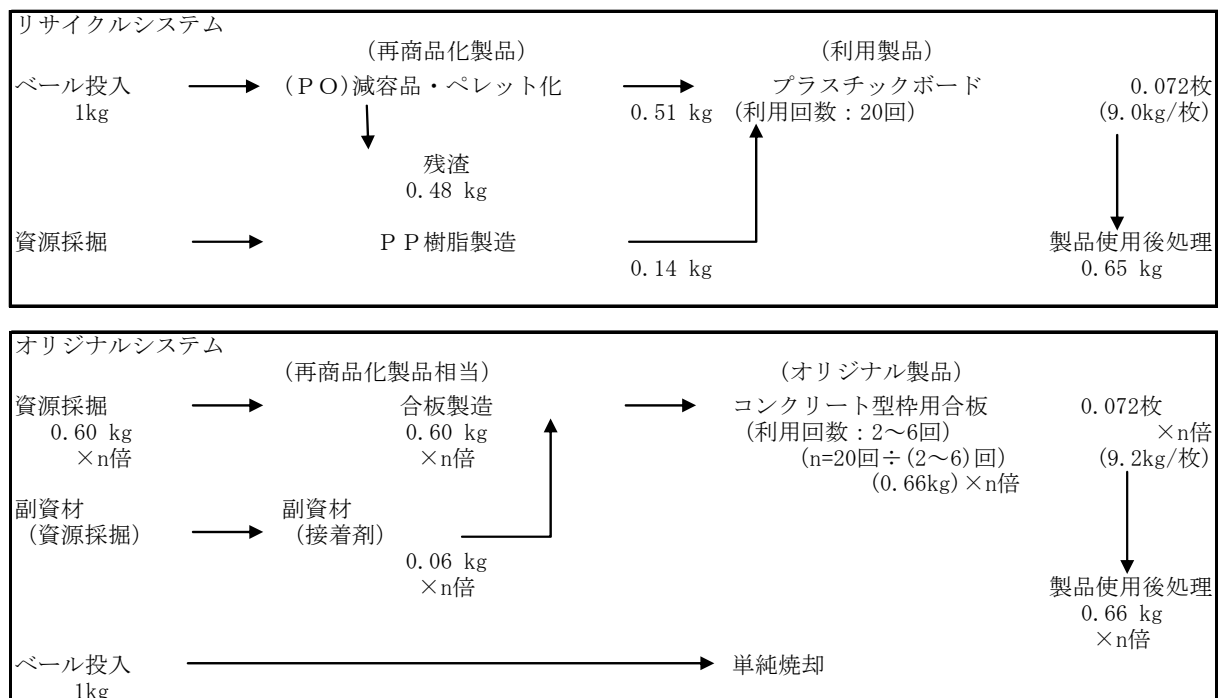 リサイクルシステム
(再商品化製品) (利用製品)
ベール投入 (PO)減容品・ペレット化 プラスチックボード 0.072枚
1kg 0.51 kg (利用回数：20回) (9.0kg/枚)
残渣
0.48 kg
資源採掘 PP樹脂製造 製品使用後処理
0.14 kg 0.65 kg
オリジナルシステム
(再商品化製品相当) (オリジナル製品)
資源採掘 合板製造 コンクリート型枠用合板 0.072枚
0.60 kg 0.60 kg (利用回数：2～6回) ×n倍
×n倍 ×n倍 (n=20回÷(2～6)回) (9.2kg/枚)
(0.66kg)×n倍
副資材 副資材
(資源採掘) (接着剤)
0.06 kg
×n倍
製品使用後処理
0.66 kg
×n倍
ベール投入 単純焼却
1kg